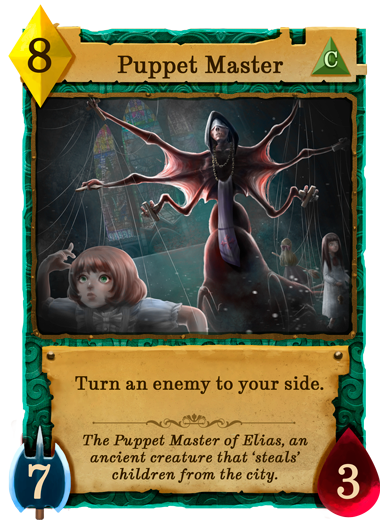 8
Puppet Master
C
Turn an enemy to your side.
The Puppet Master of Elias, an
ancient creature that ‘steals’
children from the city.
7
3